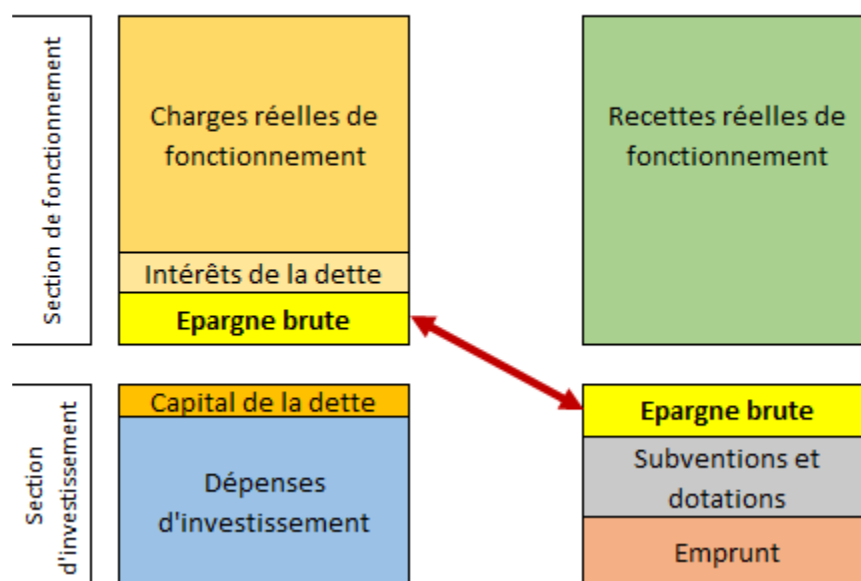 Section de fonctionnement
Charges réelles de
fonctionnement
Intérêts de la dette
Epargne brute
Recettes réelles de
fonctionnement
Section
d'investissement
Capital de la dette
Dépenses
d'investissement
Epargne brute
Subventions et
dotations
Emprunt